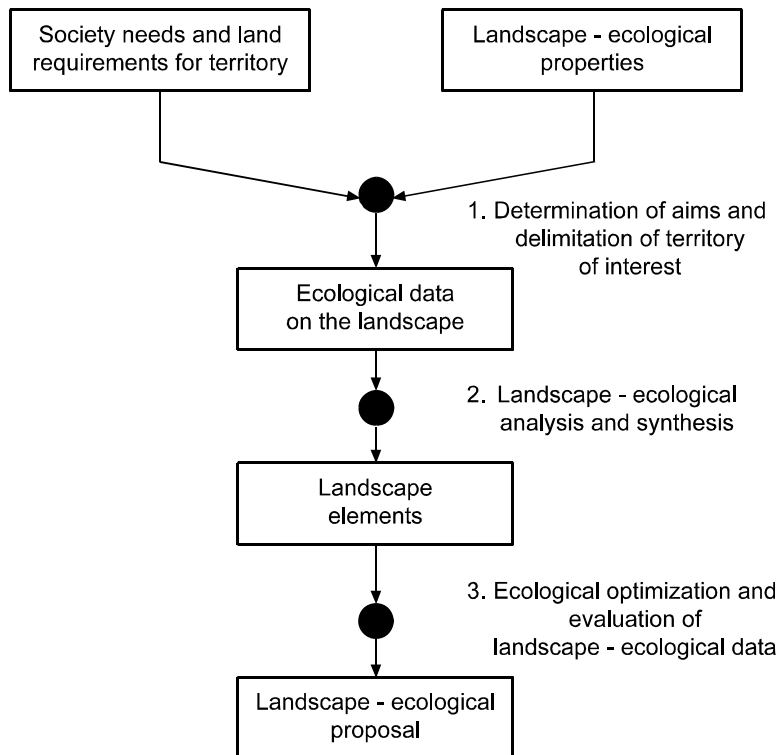 Society needs and land
requirements for territory
Landscape - ecological
properties
1. Determination of aims and
delimitation of territory
of interest
Ecological data
on the landscape
2. Landscape - ecological
analysis and synthesis
Landscape
elements
3. Ecological optimization and
evaluation of
landscape - ecological data
Landscape - ecological
proposal